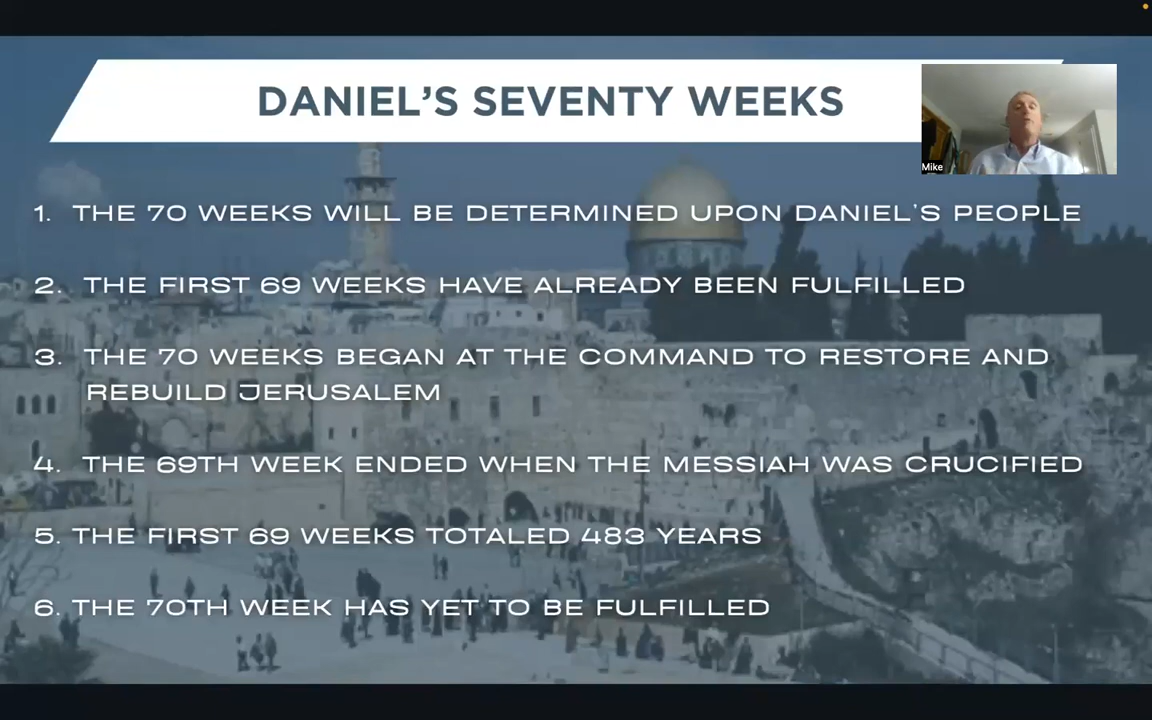 DANIEL’S SEVENTY WEEKS
Mike
1. THE 70 WEEKS WILL BE DETERMINED UPON DANIEL'S PEOPLE
2. THE FIRST 69 WEEKS HAVE ALREADY BEEN FULFILLED
3. THE 70 WEEKS BEGAN AT THE COMMAND TO RESTORE AND
REBUILD JERUSALEM
4. THE 69TH WEEK ENDED WHEN THE MESSIAH WAS CRUCIFIED
5. THE FIRST 69 WEEKS TOTALED 483 YEARS
6. THE 70TH WEEK HAS YET TO BE FULFILLED